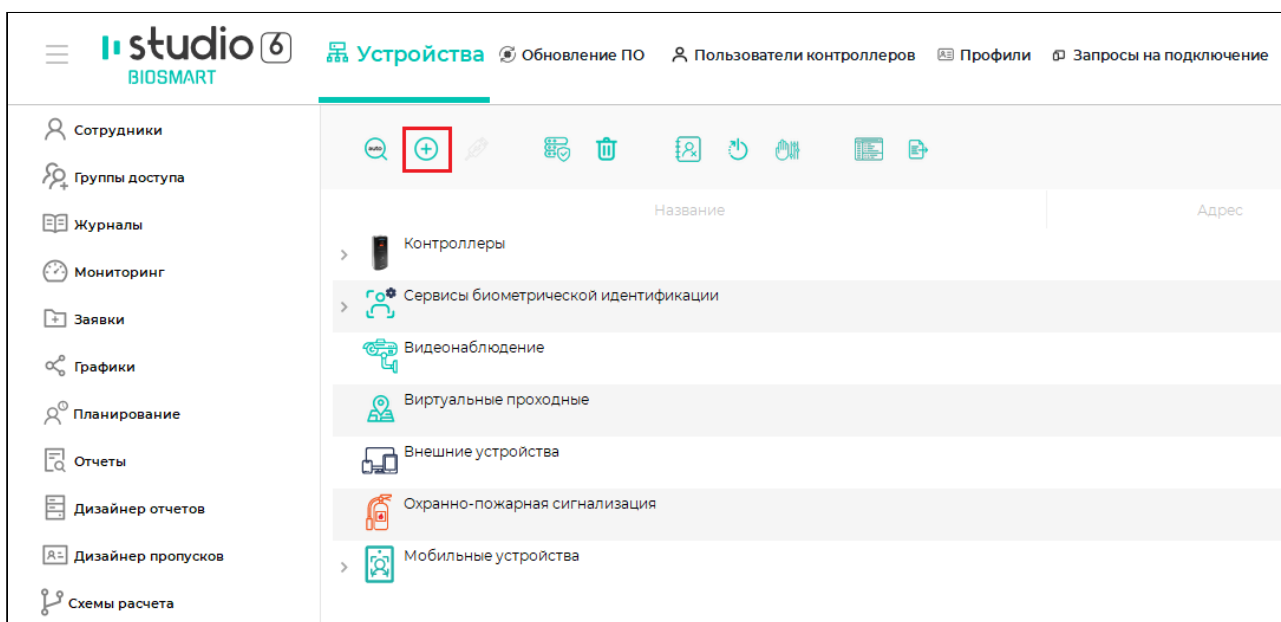 studio 6
BIOSMART
Устройства Обновление ПО Пользователи контроллеров Профили Запросы на подключение
Сотрудники
Группы доступа
Журналы
Мониторинг
Заявки
Графики
Планирование
Отчеты
Дизайнер отчетов
Дизайнер пропусков
Схемы расчета
auto
Название Адрес
Контроллеры
Сервисы биометрической идентификации
Видеонаблюдение
Виртуальные проходные
Внешние устройства
Охранно-пожарная сигнализация
Мобильные устройства